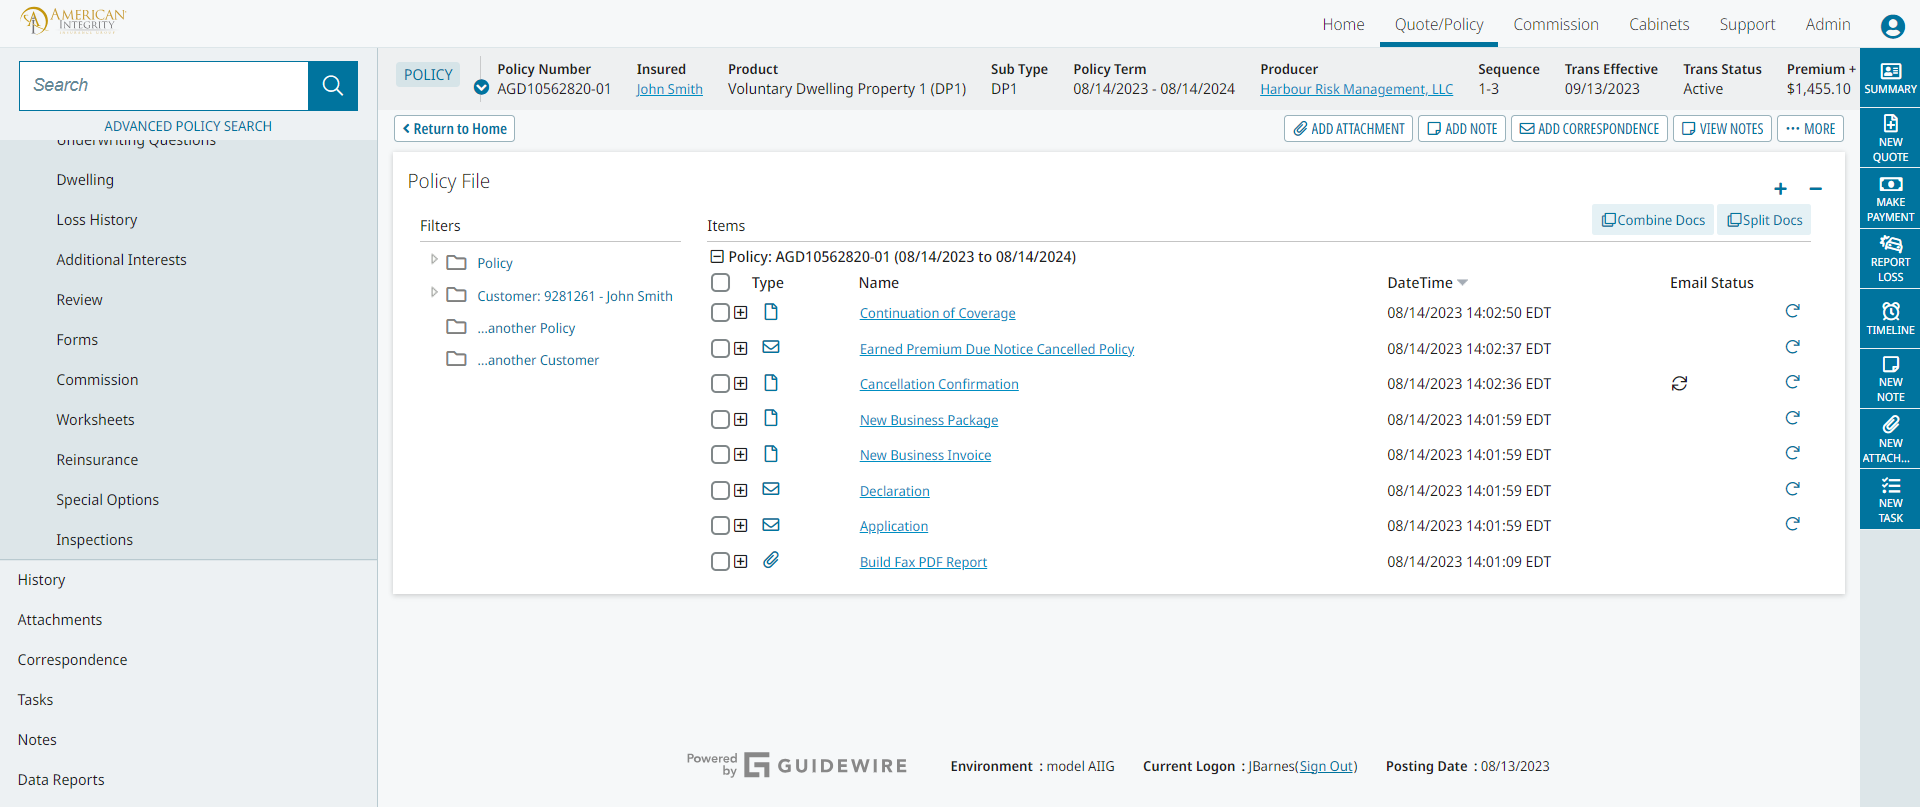 AMERICAN
INTEGRITY
Home
Quote/Policy
Commission
Cabinets
Support
Admin
Search
ADVANCED POLICY SEARCH
Underwriting Questions
Dwelling
Loss History
Additional Interests
Review
Forms
Commission
Worksheets
Reinsurance
Special Options
Inspections
History
Attachments
Correspondence
Tasks
Notes
Data Reports
POLICY
Policy Number
AGD10562820-01
Insured
John Smith
Product
Voluntary Dwelling Property 1 (DP1)
Sub Type
DP1
Policy Term
08/14/2023 - 08/14/2024
Producer
Harbour Risk Management, LLC
Sequence
1-3
Trans Effective
09/13/2023
Trans Status
Active
Premium +
$1,455.10
Return to Home
ADD ATTACHMENT
ADD NOTE
ADD CORRESPONDENCE
VIEW NOTES
MORE
Policy File
Filters
Policy
Customer: 9281261 - John Smith
...another Policy
...another Customer
Items
Combine Docs
Split Docs
Policy: AGD10562820-01 (08/14/2023 to 08/14/2024)
Type Name DateTime Email Status
Continuation of Coverage 08/14/2023 14:02:50 EDT
Earned Premium Due Notice Cancelled Policy 08/14/2023 14:02:37 EDT
Cancellation Confirmation 08/14/2023 14:02:36 EDT
New Business Package 08/14/2023 14:01:59 EDT
New Business Invoice 08/14/2023 14:01:59 EDT
Declaration 08/14/2023 14:01:59 EDT
Application 08/14/2023 14:01:59 EDT
Build Fax PDF Report 08/14/2023 14:01:09 EDT
SUMMARY
NEW
QUOTE
MAKE
PAYMENT
REPORT
LOSS
TIMELINE
NEW
NOTE
NEW
ATTACH...
NEW
TASK
Powered
by
GUIDEWIRE
Environment : model AIIG
Current Logon : JBarnes(Sign Out)
Posting Date : 08/13/2023